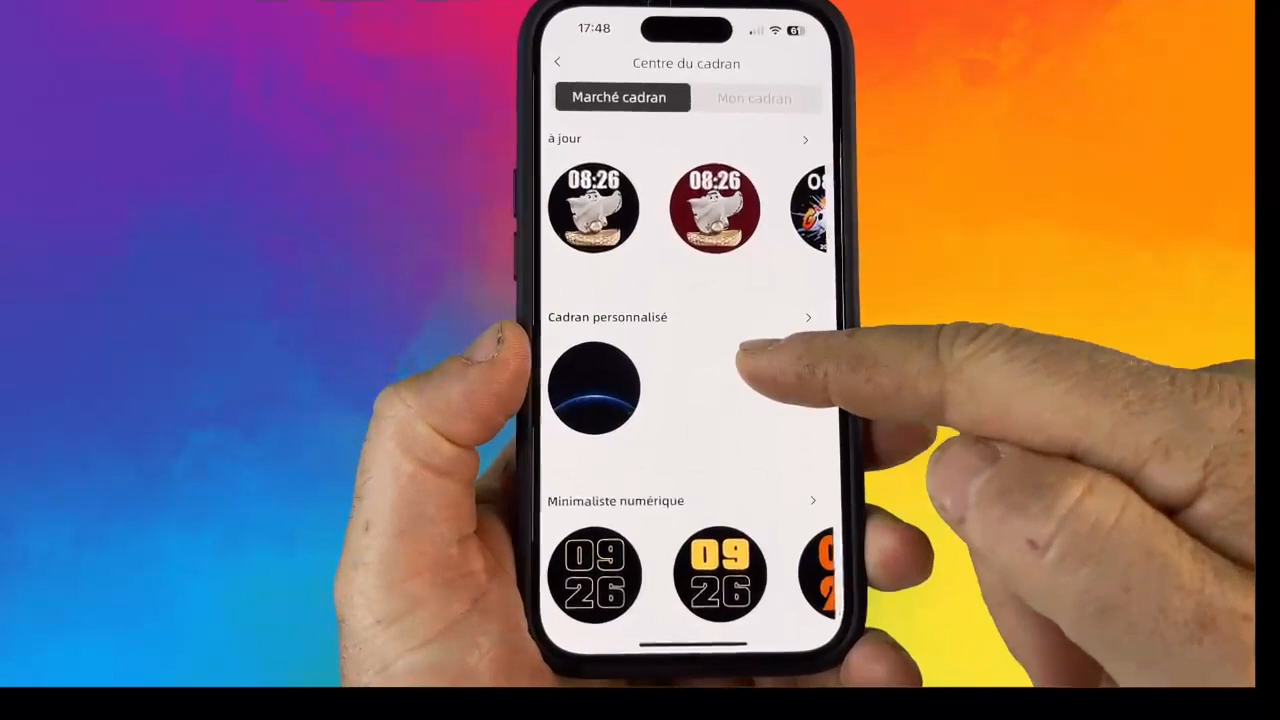 17:48
61
Centre du cadran
Marché cadran
Mon cadran
à jour
08:26
08:26
Cadran personnalisé
Minimaliste numérique
09
26
09
26